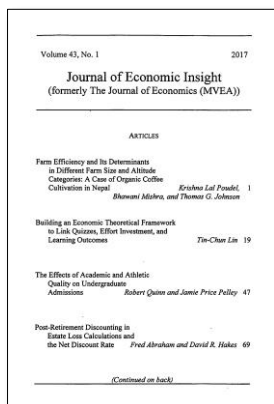 Volume 43, No. 1 2017
Journal of Economic Insight
(formerly The Journal of Economics (MVEA))
ARTICLES
Farm Efficiency and Its Determinants
in Different Farm Size and Altitude
Categories: A Case of Organic Coffee
Cultivation in Nepal Krishna Lal Poudel, 1
Bhawani Mishra, and Thomas G. Johnson
Building an Economic Theoretical Framework
to Link Quizzes, Effort Investment, and
Learning Outcomes Tin-Chun Lin 19
The Effects of Academic and Athletic
Quality on Undergraduate
Admissions Robert Quinn and Jamie Price Pelley 47
Post-Retirement Discounting in
Estate Loss Calculations and
the Net Discount Rate Fred Abraham and David R. Hakes 69
(Continued on back)